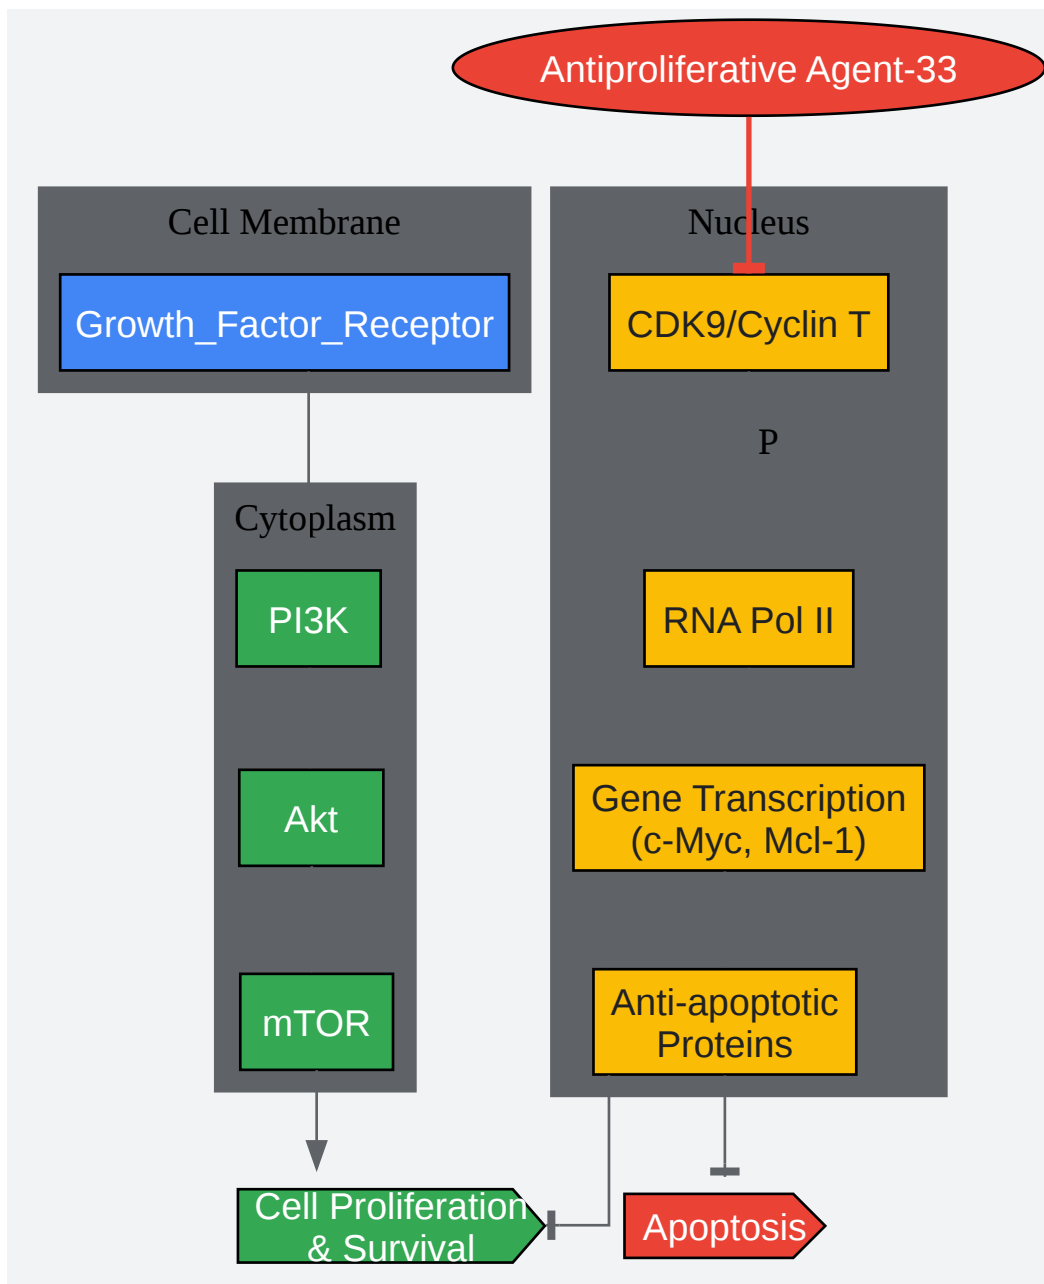 Antiproliferative Agent-33
Cell Membrane
Growth_Factor_Receptor
Cytoplasm
PI3K
Akt
mTOR
Nucleus
CDK9/Cyclin T
P
RNA Pol II
Gene Transcription
(c-Myc, Mcl-1)
Anti-apoptotic
Proteins
Cell Proliferation
& Survival
Apoptosis